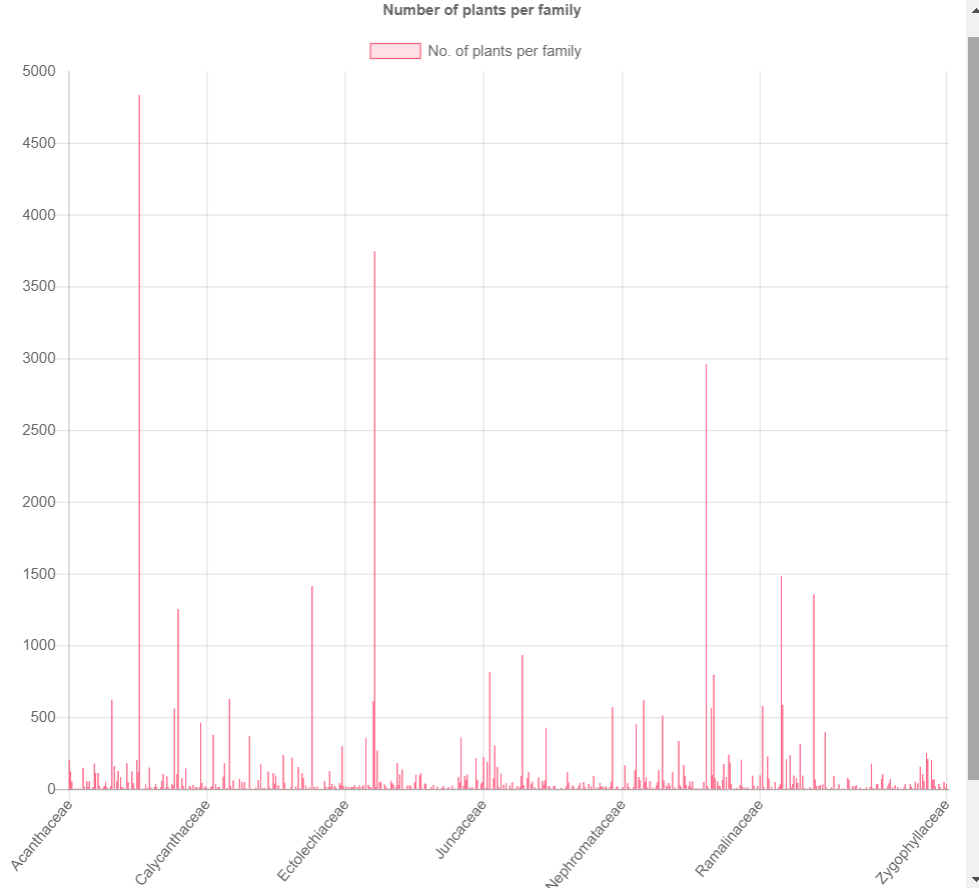 Number of plants per family
No. of plants per family
5000
4500
4000
3500
3000
2500
2000
1500
1000
500
0
Acanthaceae
Calycanthaceae
Ectolechiaceae
Juncaceae
Nephromataceae
Ramalinaceae
Zygophyllaceae